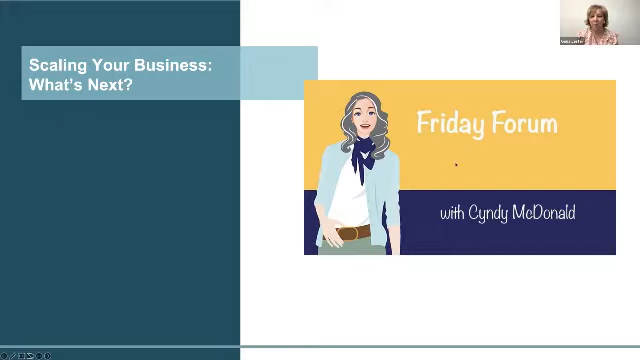 Scaling Your Business:
What's Next?
Friday Forum
with Cyndy McDonald